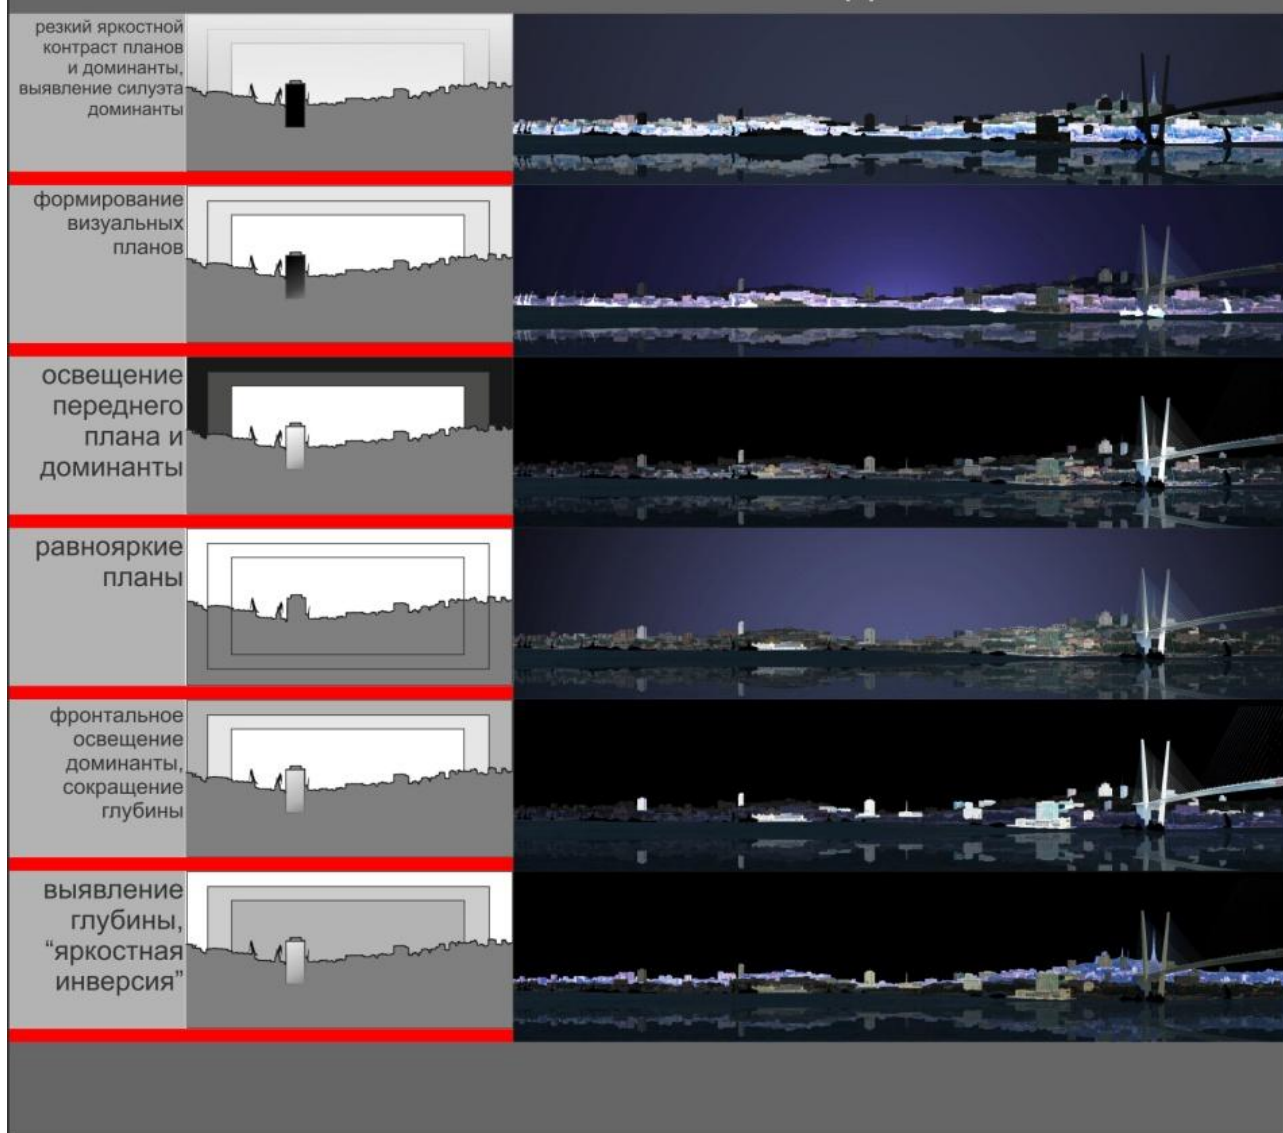 резкий яркостной
контраст планов
и доминанты,
выявление силуэта
доминанты
формирование
визуальных
планов
освещение
переднего
плана и
доминанты
равнояркие
планы
фронтальное
освещение
доминанты,
сокращение
глубины
выявление
глубины,
“яркостная
инверсия”